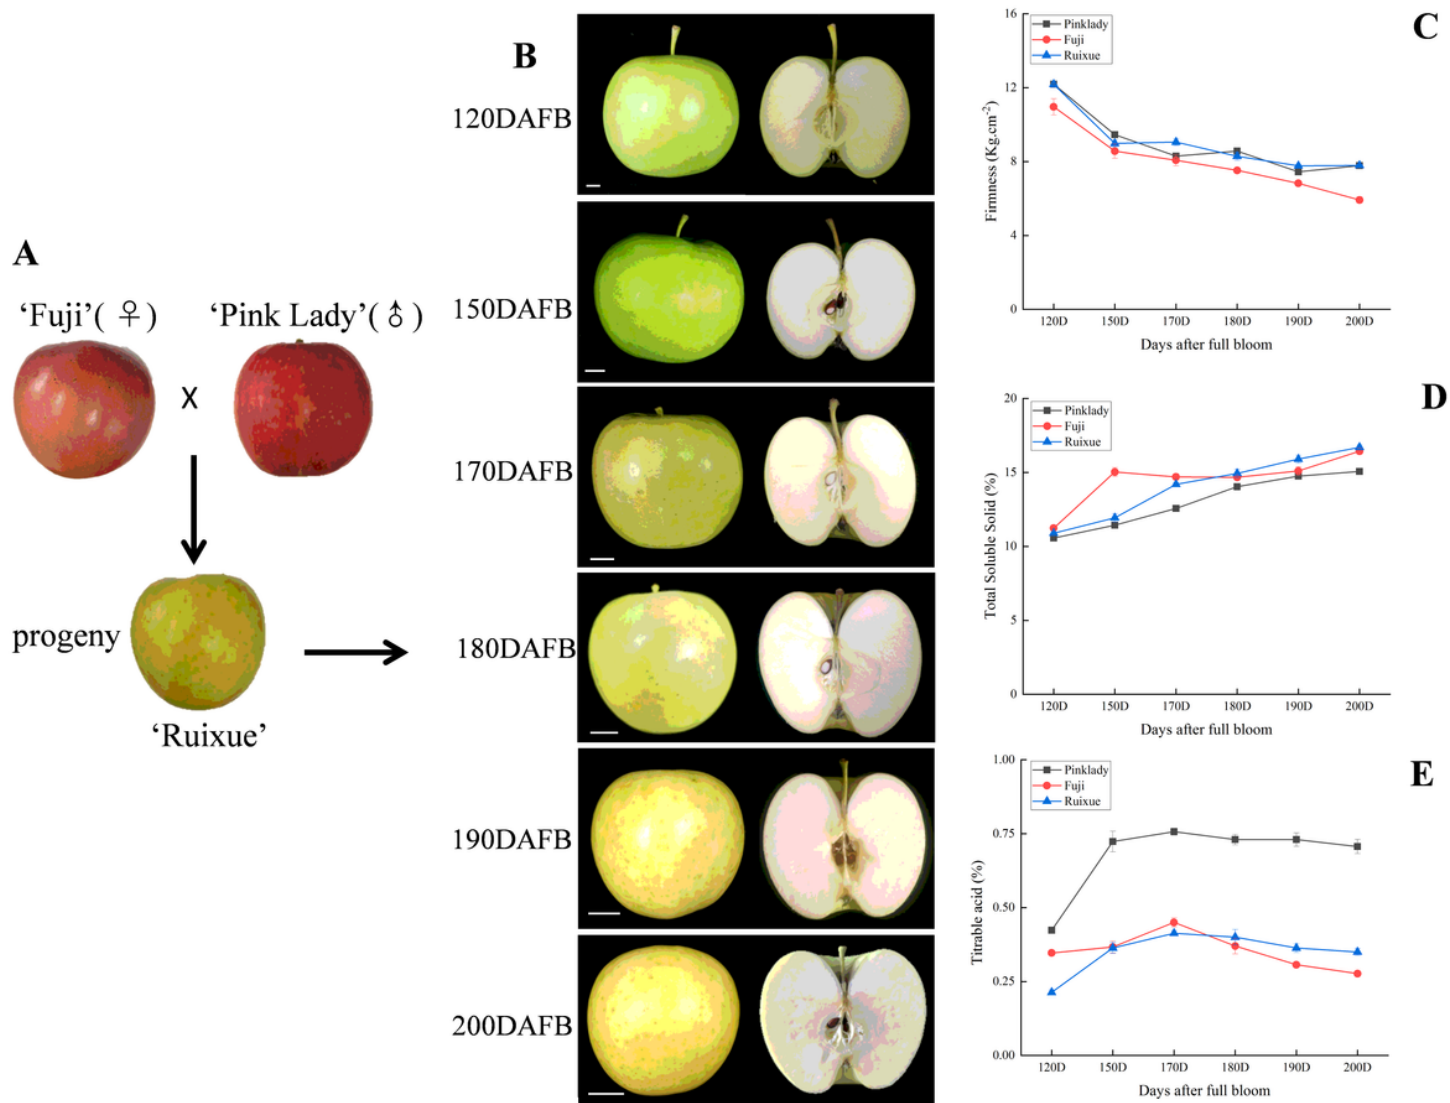 A
‘Fuji’( ♀ )
‘Pink Lady’( ♂ )
X
progeny
‘Ruixue’
B
120DAFB
150DAFB
170DAFB
180DAFB
190DAFB
200DAFB
C
Pinklady
Fuji
Ruixue
16
12
8
4
0
Firmness (Kg.cm-2)
120D 150D 170D 180D 190D 200D
Days after full bloom
D
Pinklady
Fuji
Ruixue
20
15
10
5
0
Total Soluble Solid (%)
120D 150D 170D 180D 190D 200D
Days after full bloom
E
Pinklady
Fuji
Ruixue
1.00
0.75
0.50
0.25
0.00
Titrable acid (%)
120D 150D 170D 180D 190D 200D
Days after full bloom